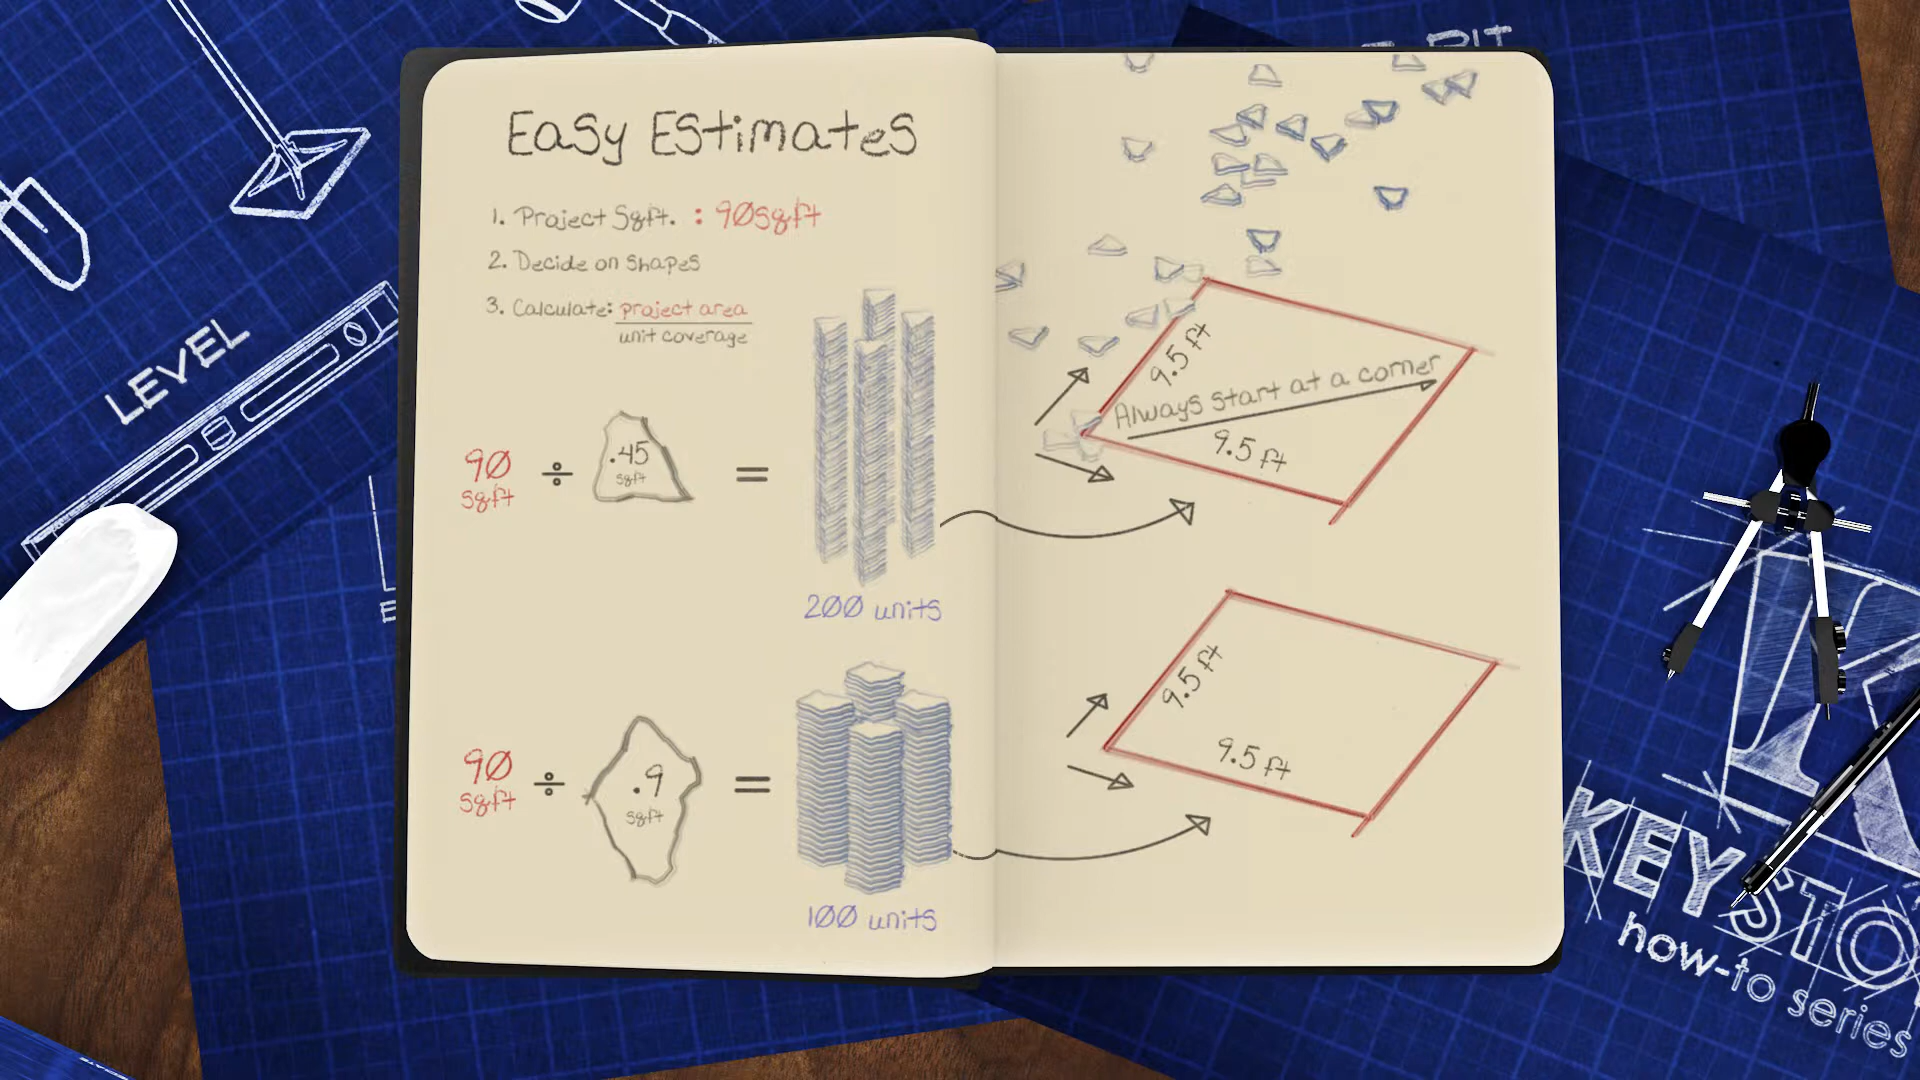 Easy Estimates
1. Project Sqft. : 90sqft
2. Decide on shapes
3. Calculate: project area
unit coverage
90
sqft
÷
.45
sqft
=
200 units
90
sqft
÷
.9
sqft
=
100 units
9.5 ft
Always start at a corner
9.5 ft
9.5 ft
9.5 ft
LEVEL
PIT
KEYSTO
how-to series